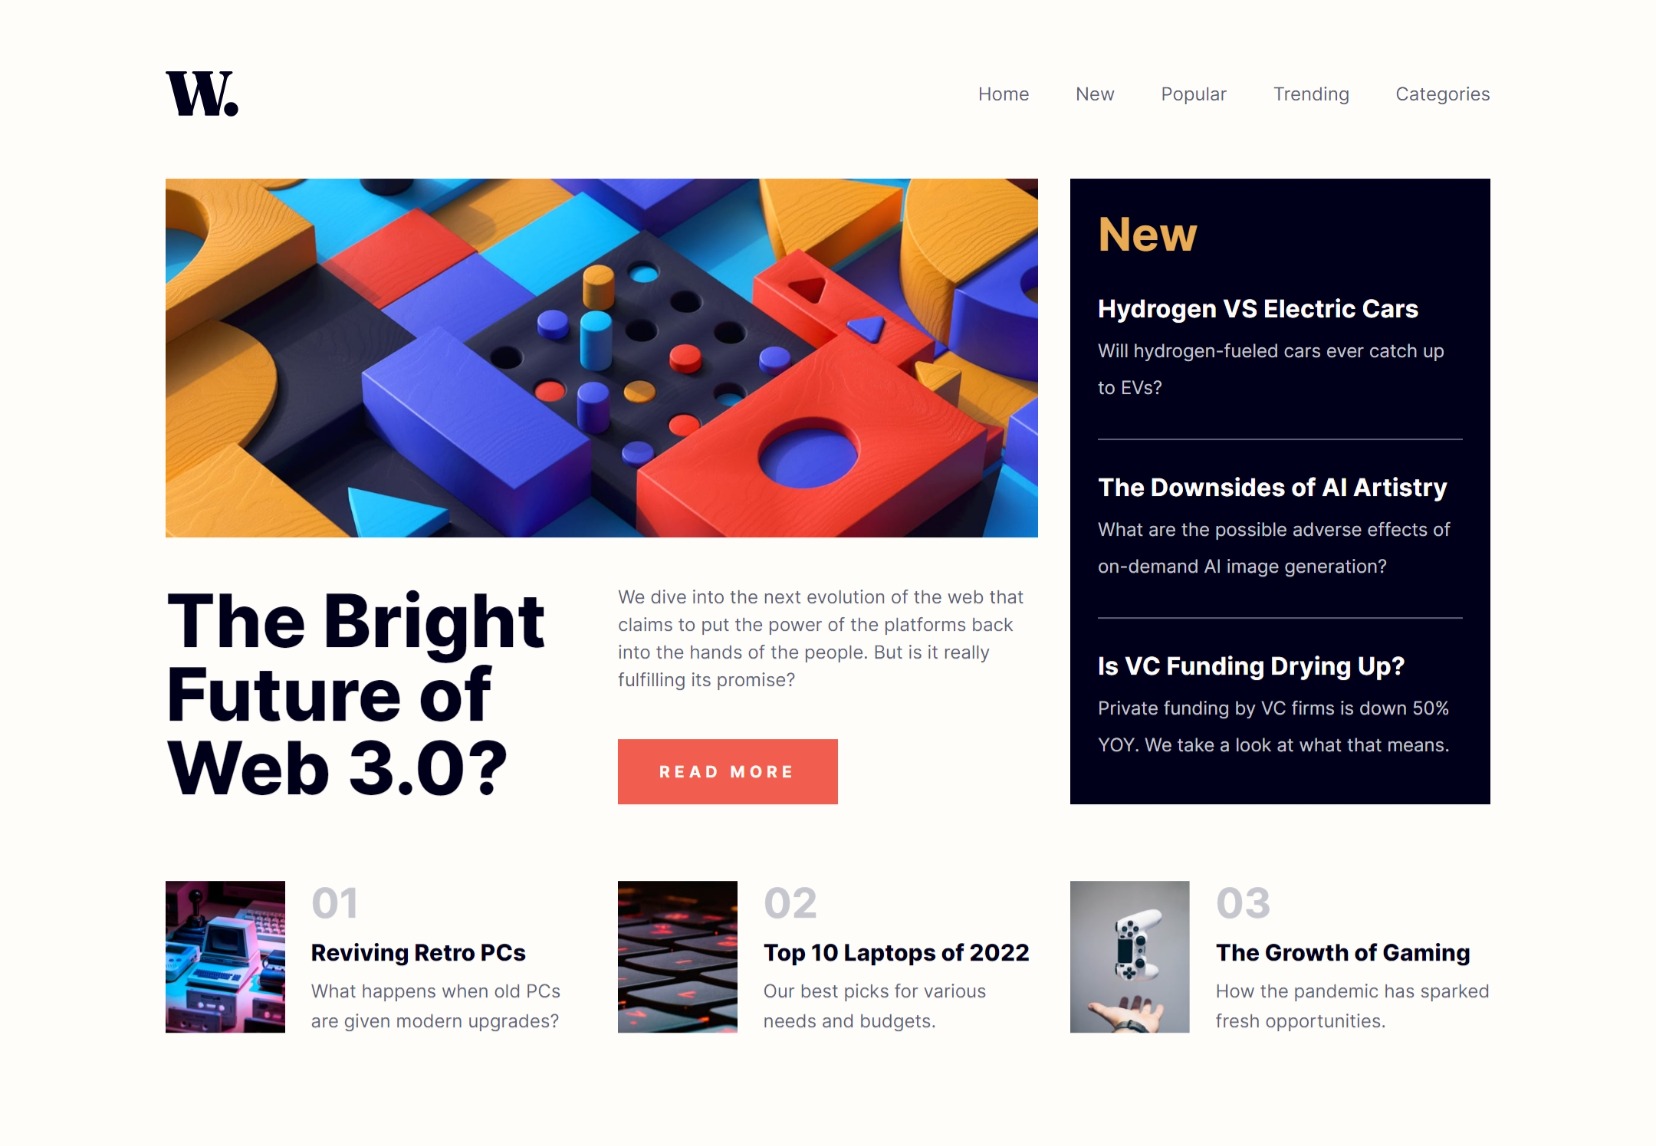 W.
Home
New
Popular
Trending
Categories
The Bright
Future of
Web 3.0?
We dive into the next evolution of the web that
claims to put the power of the platforms back
into the hands of the people. But is it really
fulfilling its promise?
READ MORE
New
Hydrogen VS Electric Cars
Will hydrogen-fueled cars ever catch up
to EVs?
The Downsides of AI Artistry
What are the possible adverse effects of
on-demand AI image generation?
Is VC Funding Drying Up?
Private funding by VC firms is down 50%
YOY. We take a look at what that means.
01
Reviving Retro PCs
What happens when old PCs
are given modern upgrades?
02
Top 10 Laptops of 2022
Our best picks for various
needs and budgets.
03
The Growth of Gaming
How the pandemic has sparked
fresh opportunities.